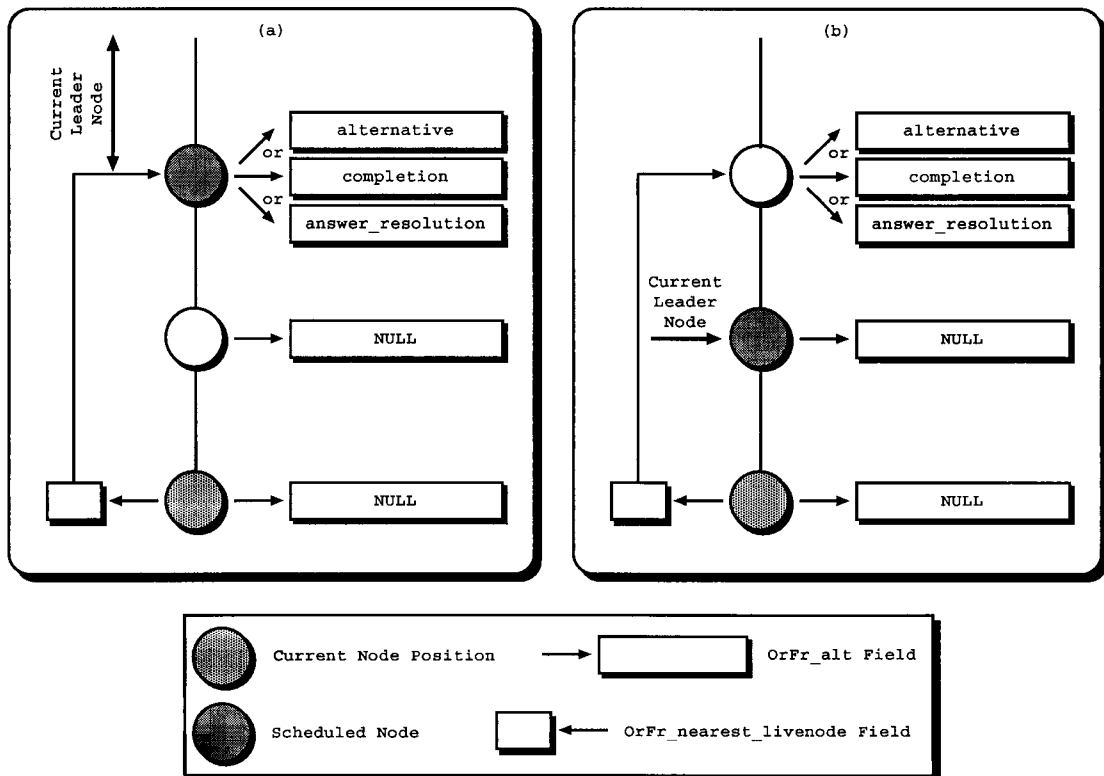 (a)
Current
Leader
Node
alternative
or
completion
or
answer_resolution
NULL
NULL
(b)
alternative
or
completion
or
answer_resolution
Current
Leader
Node
NULL
NULL
Current Node Position
OrFr_alt Field
Scheduled Node
OrFr_nearest_livenode Field